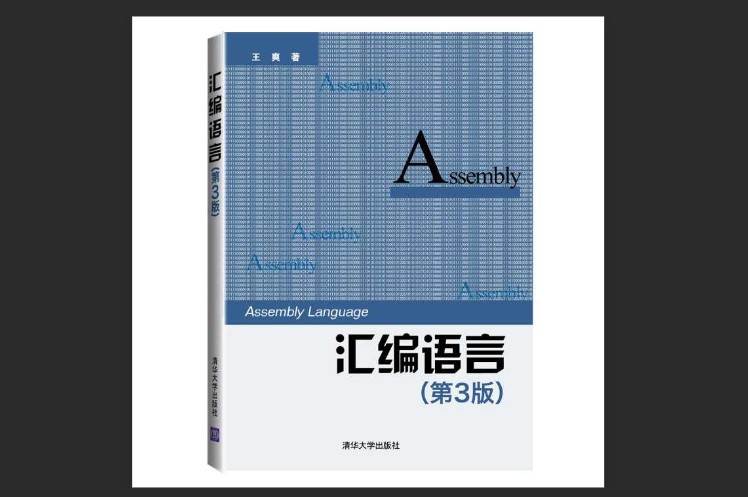 王 爽 著
Assembly
Assembly
Assembly
Assembly
Assembly
Assembly Language
汇编语言
(第3版)
清华大学出版社
汇编语言(第3版)
清华大学出版社